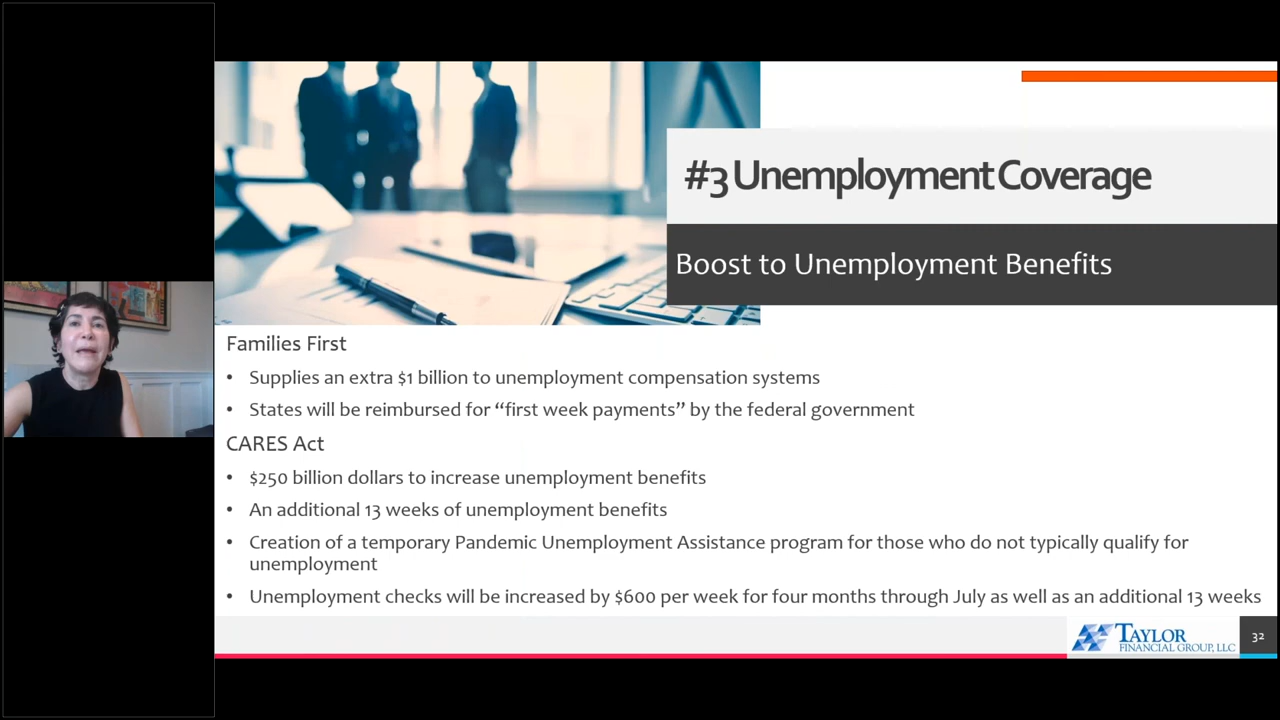 #3 Unemployment Coverage
Boost to Unemployment Benefits
Families First
• Supplies an extra $1 billion to unemployment compensation systems
• States will be reimbursed for “first week payments” by the federal government
CARES Act
• $250 billion dollars to increase unemployment benefits
• An additional 13 weeks of unemployment benefits
• Creation of a temporary Pandemic Unemployment Assistance program for those who do not typically qualify for
unemployment
• Unemployment checks will be increased by $600 per week for four months through July as well as an additional 13 weeks
TAYLOR
FINANCIAL GROUP, LLC
32